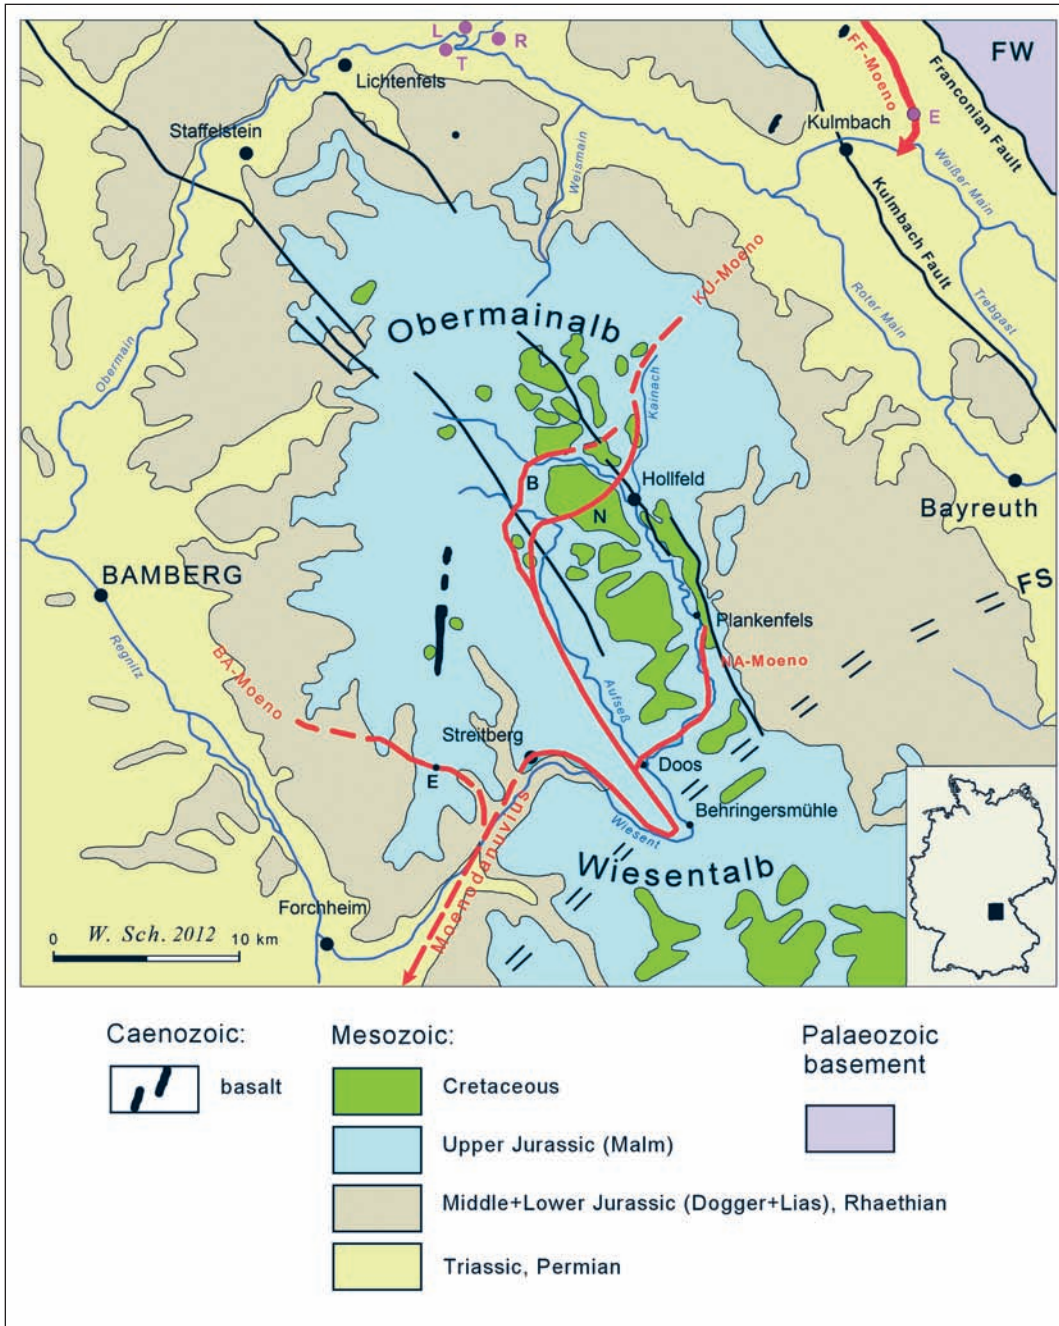 L
R
T
FW
FF-Moeno
Franconian Fault
E
Lichtenfels
Kulmbach
Staffelstein
Weismain
Weißer Main
Kulmbach Fault
KU-Moeno
Obermainalb
Roter Main
Trebgast
Obermain
Kainach
B
Hollfeld
N
Bayreuth
BAMBERG
FS
Plankenfels
Regnitz
BA-Moeno
NA-Moeno
Aufseß
Streitberg
Doos
E
Behringersmühle
Wiesent
Moenodanuvius
Wiesentalb
Forchheim
W. Sch. 2012
0 10 km
Caenozoic:
basalt
Mesozoic:
Cretaceous
Upper Jurassic (Malm)
Middle+Lower Jurassic (Dogger+Lias), Rhaethian
Triassic, Permian
Palaeozoic
basement